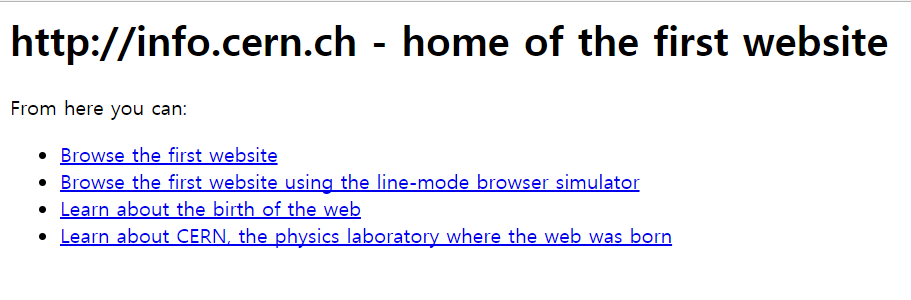 http://info.cern.ch - home of the first website
From here you can:
Browse the first website
Browse the first website using the line-mode browser simulator
Learn about the birth of the web
Learn about CERN, the physics laboratory where the web was born